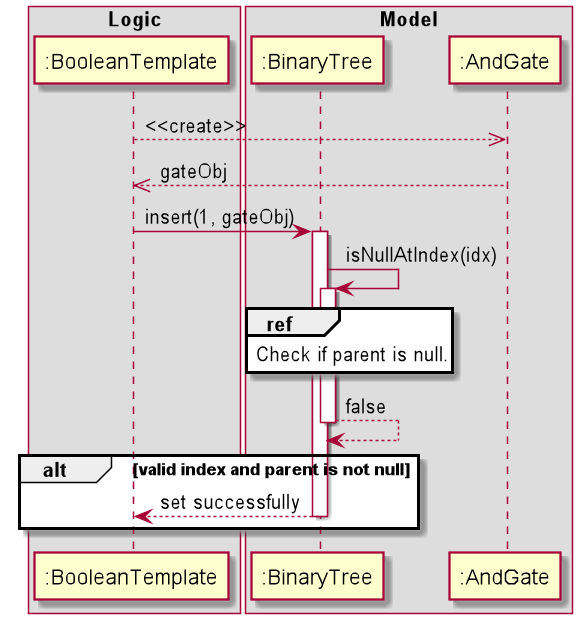 Logic
Model
:BooleanTemplate
:BinaryTree
:AndGate
<<create>>
gateObj
insert(1, gateObj)
isNullAtIndex(idx)
ref
Check if parent is null.
false
alt
[valid index and parent is not null]
set successfully
:BooleanTemplate
:BinaryTree
:AndGate